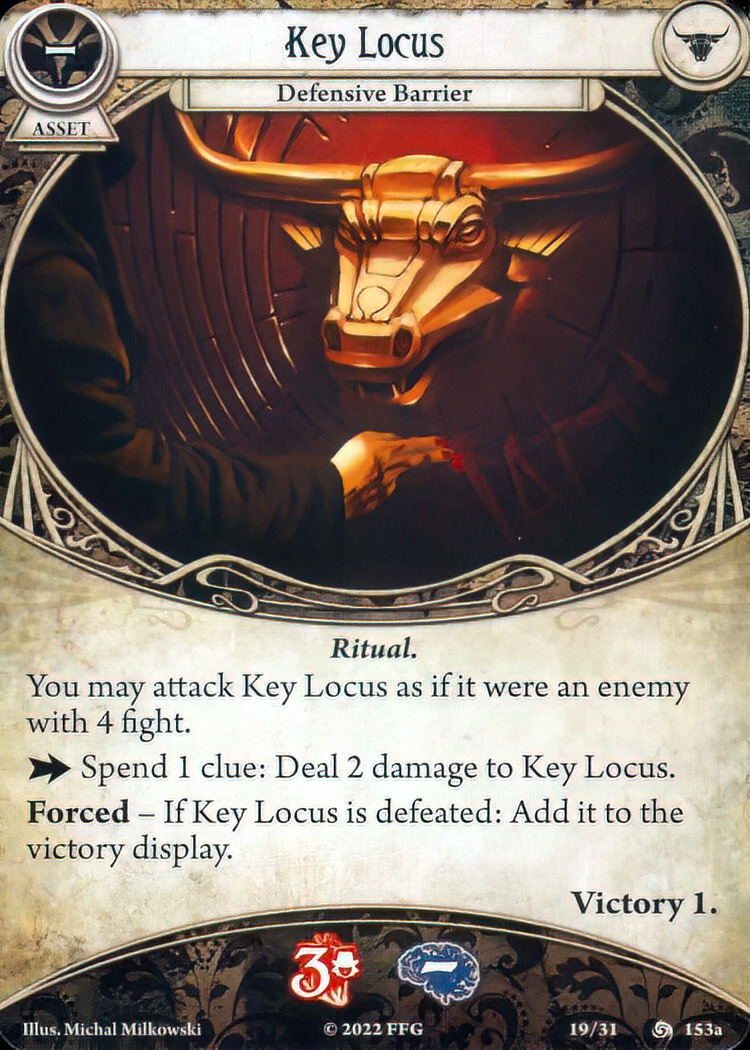 Key Locus
Defensive Barrier
ASSET
Ritual.
You may attack Key Locus as if it were an enemy
with 4 fight.
Spend 1 clue: Deal 2 damage to Key Locus.
Forced – If Key Locus is defeated: Add it to the
victory display.
Victory 1.
3 –
Illus. Michal Milkowski © 2022 FFG 19/31 153a